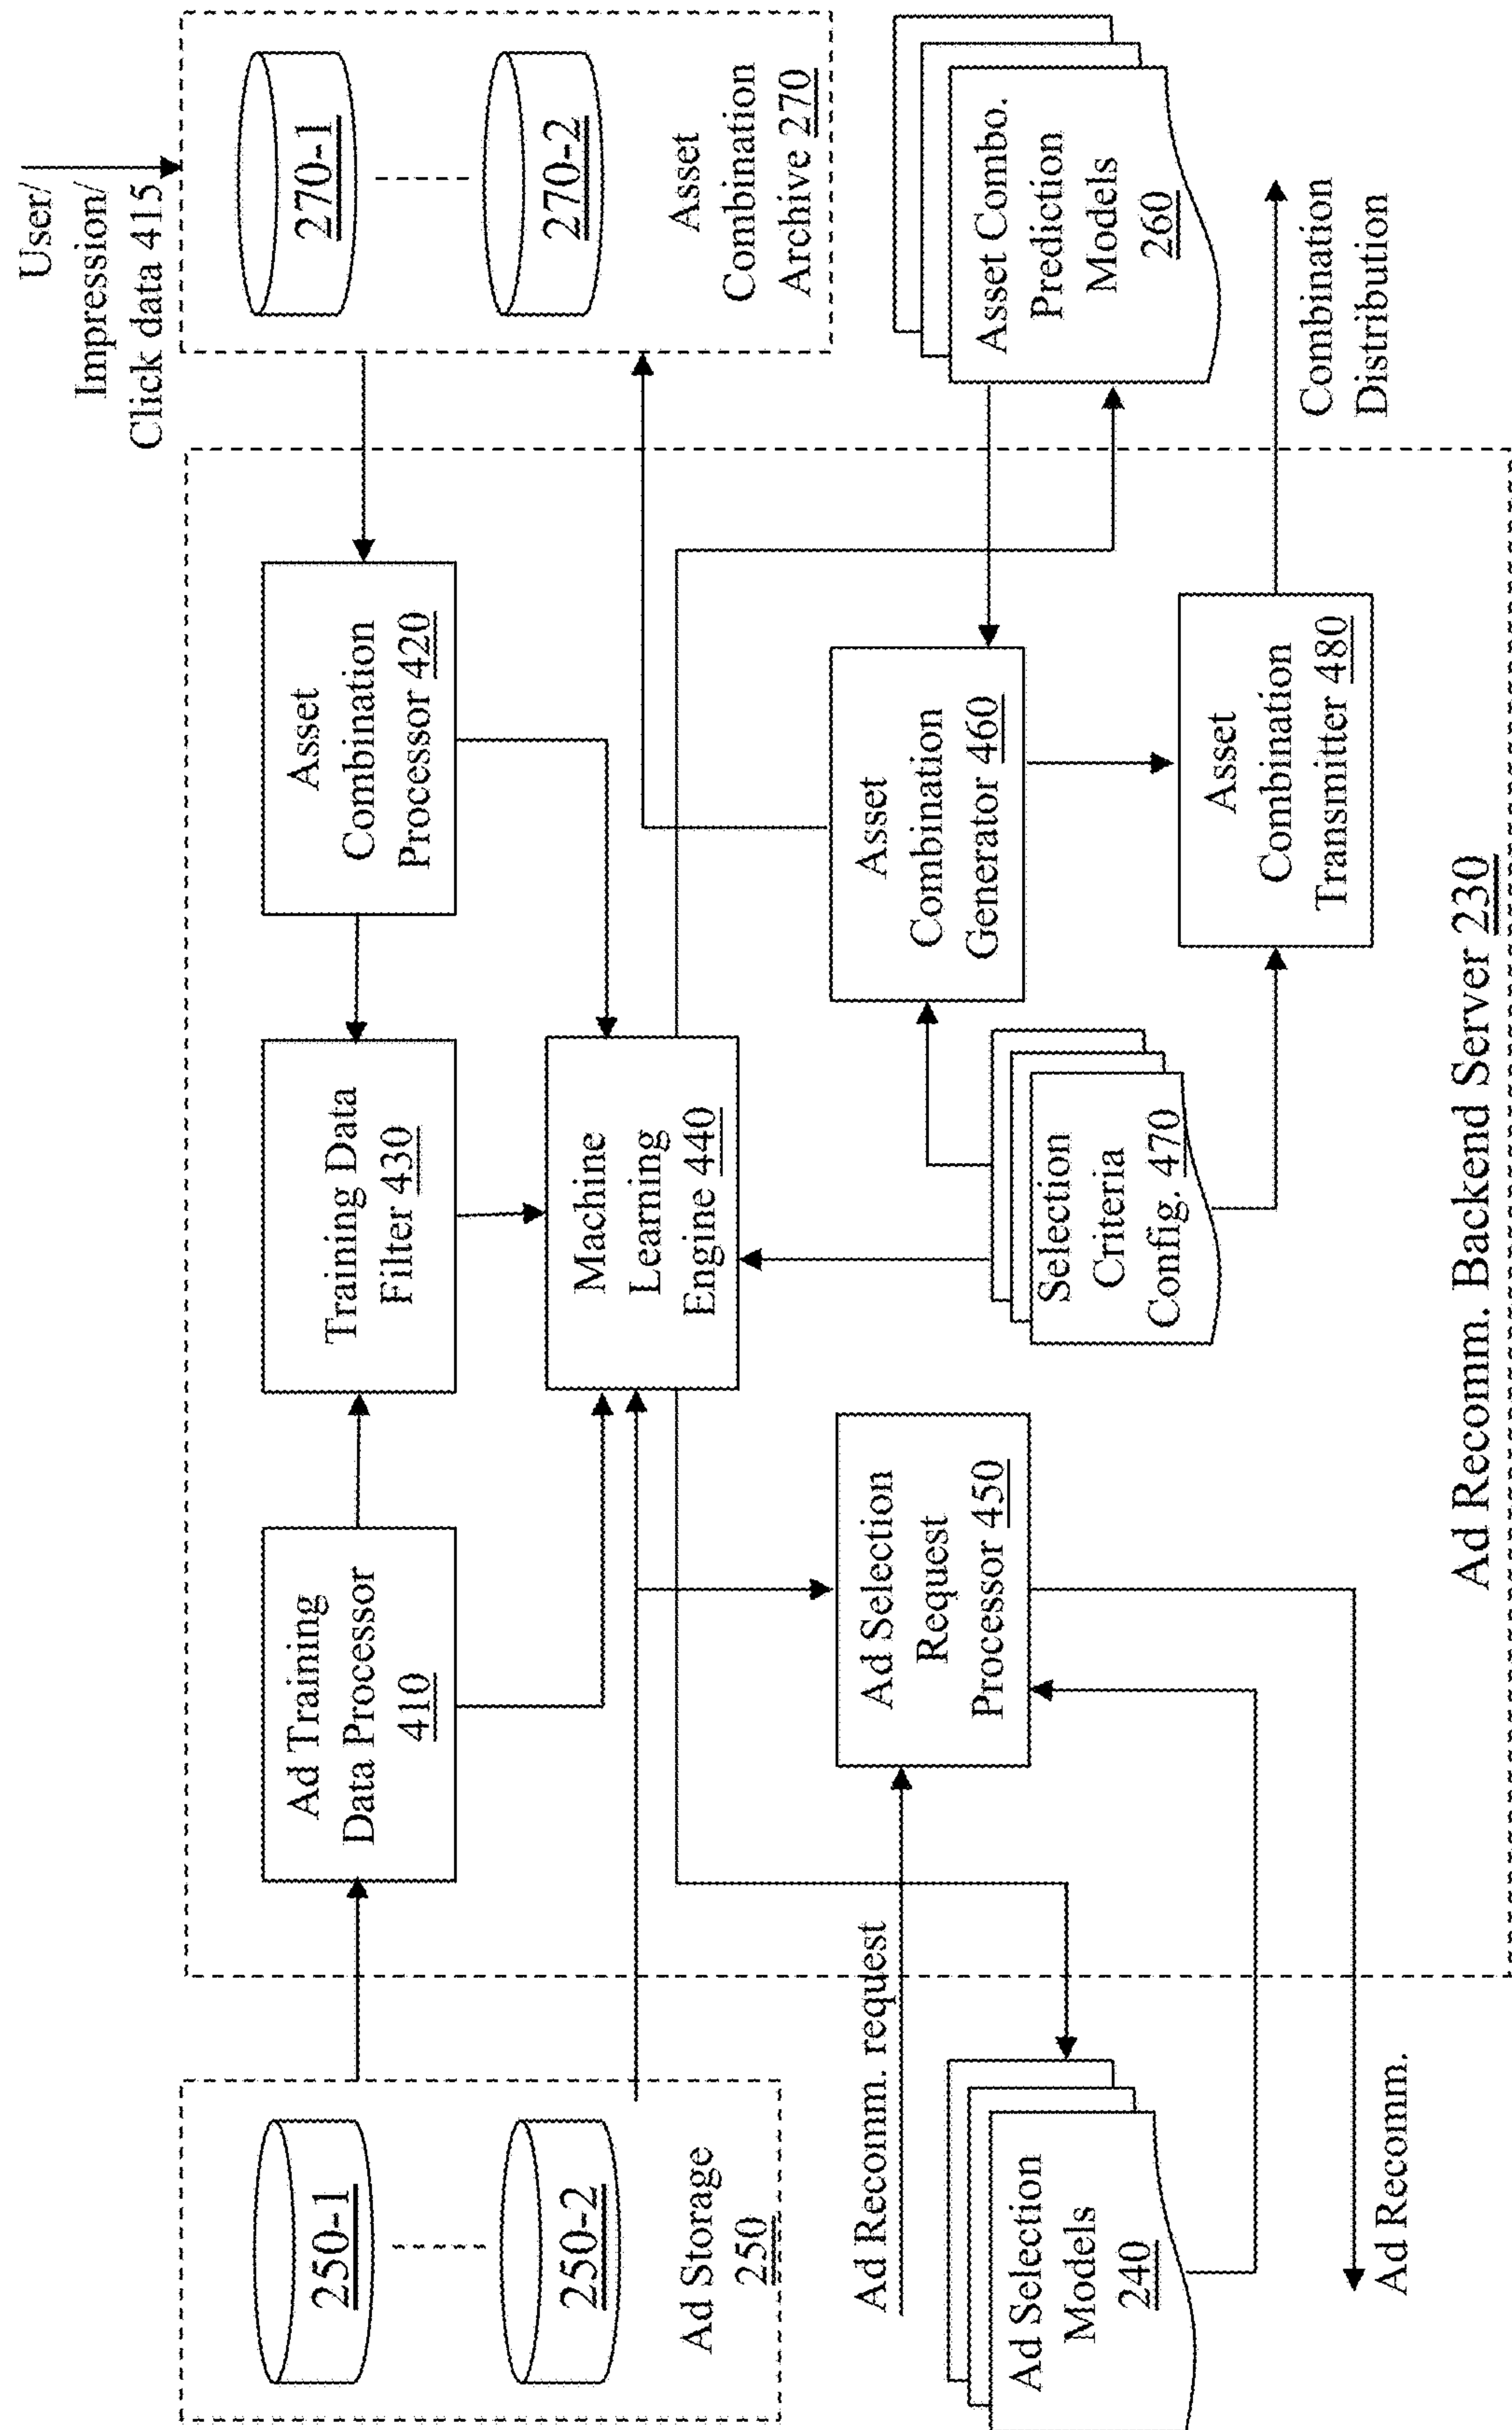 250-1
250-2
Ad Storage
250
Ad Training
Data Processor
410
Training Data
Filter 430
Asset
Combination
Processor 420
User/
Impression/
Click data 415
270-1
270-2
Asset
Combination
Archive 270
Machine
Learning
Engine 440
Ad Recomm. request
Ad Selection
Request
Processor 450
Selection
Criteria
Config. 470
Asset
Combination
Generator 460
Asset Combo.
Prediction
Models
260
Ad Selection
Models
240
Asset
Combination
Transmitter 480
Combination
Distribution
Ad Recomm.
Ad Recomm. Backend Server 230